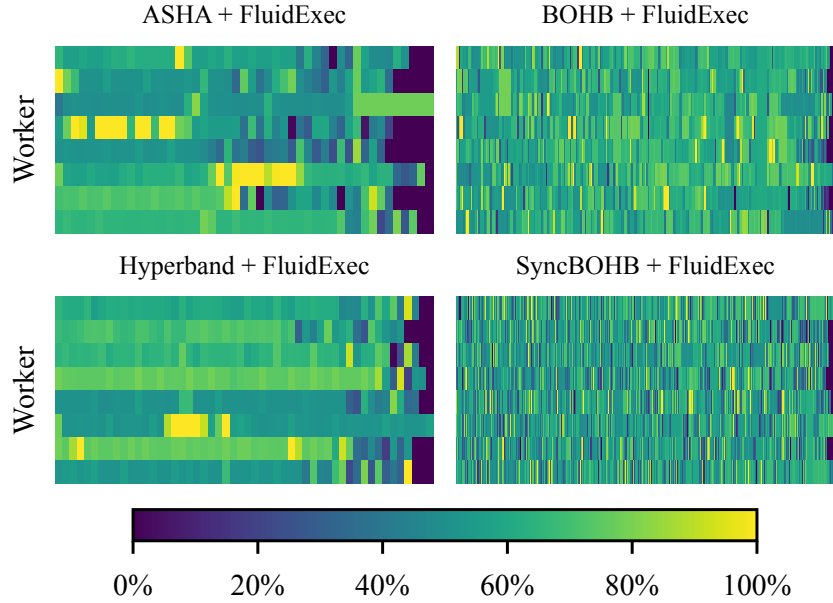 ASHA + FluidExec
BOHB + FluidExec
Worker
Hyperband + FluidExec
SyncBOHB + FluidExec
Worker
0%
20%
40%
60%
80%
100%